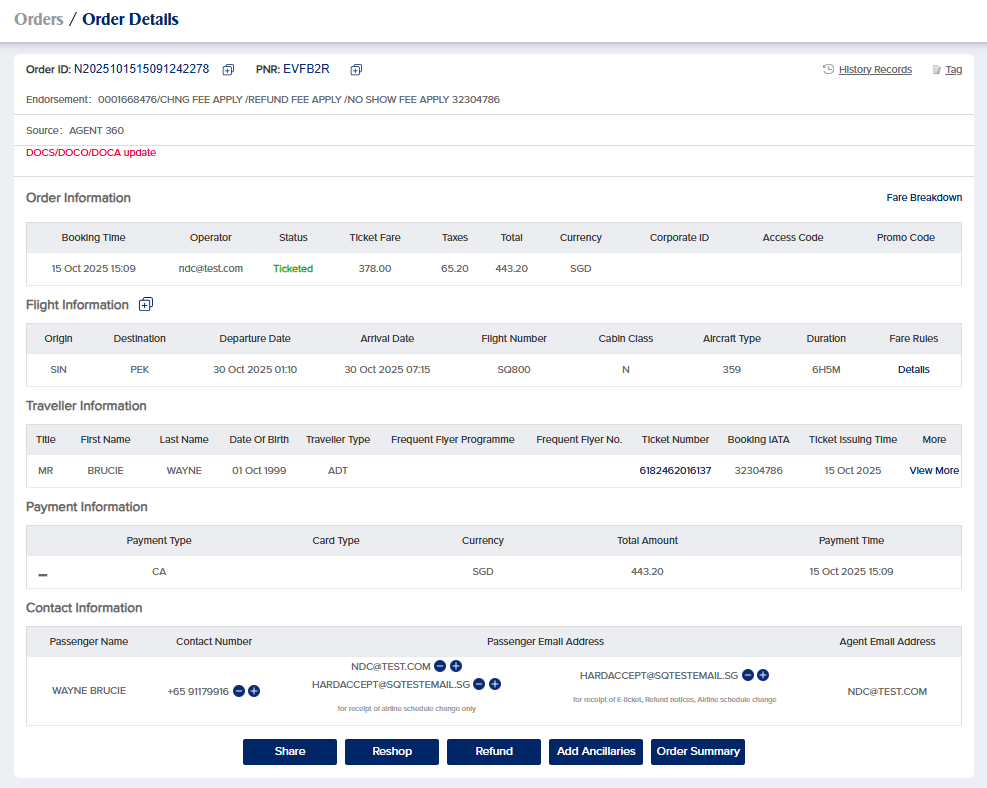 Orders / Order Details
Order ID: N2025101515091242278 PNR: EVFB2R History Records Tag
Endorsement: 0001668476/CHNG FEE APPLY /REFUND FEE APPLY /NO SHOW FEE APPLY 32304786
Source: AGENT 360
DOCS/DOCO/DOCA update
Order Information Fare Breakdown
Booking Time Operator Status Ticket Fare Taxes Total Currency Corporate ID Access Code Promo Code
15 Oct 2025 15:09 ndc@test.com Ticketed 378.00 65.20 443.20 SGD
Flight Information
Origin Destination Departure Date Arrival Date Flight Number Cabin Class Aircraft Type Duration Fare Rules
SIN PEK 30 Oct 2025 01:10 30 Oct 2025 07:15 SQ800 N 359 6H5M Details
Traveller Information
Title First Name Last Name Date Of Birth Traveller Type Frequent Flyer Programme Frequent Flyer No. Ticket Number Booking IATA Ticket Issuing Time More
MR BRUCIE WAYNE 01 Oct 1999 ADT 6182462016137 32304786 15 Oct 2025 View More
Payment Information
Payment Type Card Type Currency Total Amount Payment Time
CA SGD 443.20 15 Oct 2025 15:09
Contact Information
Passenger Name Contact Number Passenger Email Address Agent Email Address
WAYNE BRUCIE +65 91179916 NDC@TEST.COM
HARDACCEPT@SQTESTEMAIL.SG
for receipt of airline schedule change only
HARDACCEPT@SQTESTEMAIL.SG
for receipt of E-ticket, Refund notices, Airline schedule change
NDC@TEST.COM
Share Reshop Refund Add Ancillaries Order Summary